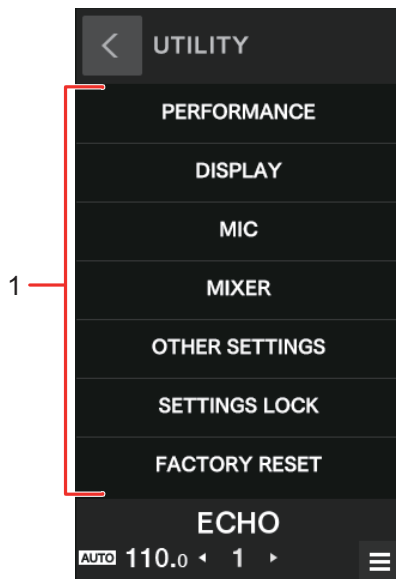 UTILITY
PERFORMANCE
DISPLAY
MIC
1
MIXER
OTHER SETTINGS
SETTINGS LOCK
FACTORY RESET
ECHO
AUTO 110.0 1